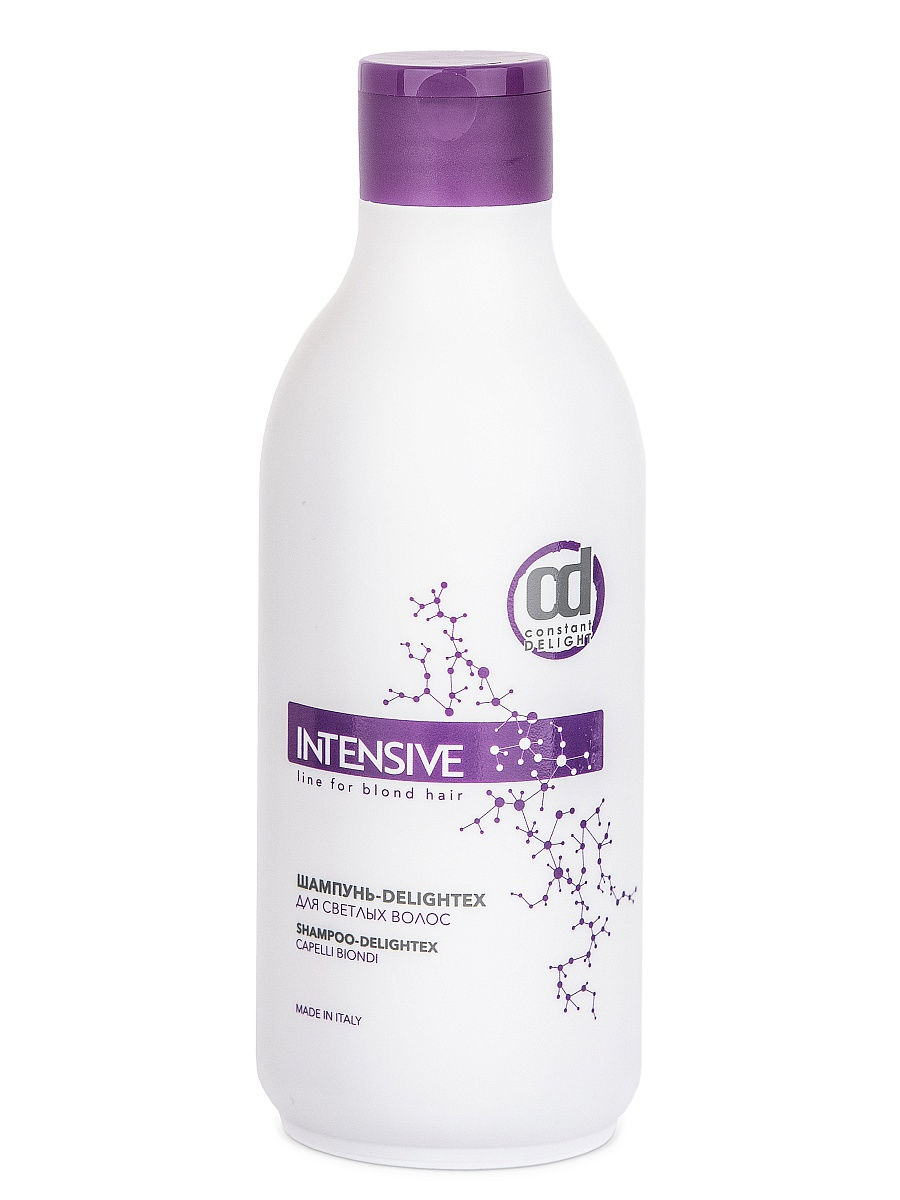 cd
constant
DELIGHT
INTENSIVE
line for blond hair
ШАМПУНЬ-DELIGHTEX
ДЛЯ СВЕТЛЫХ ВОЛОС
SHAMPOO-DELIGHTEX
CAPELLI BIONDI
MADE IN ITALY